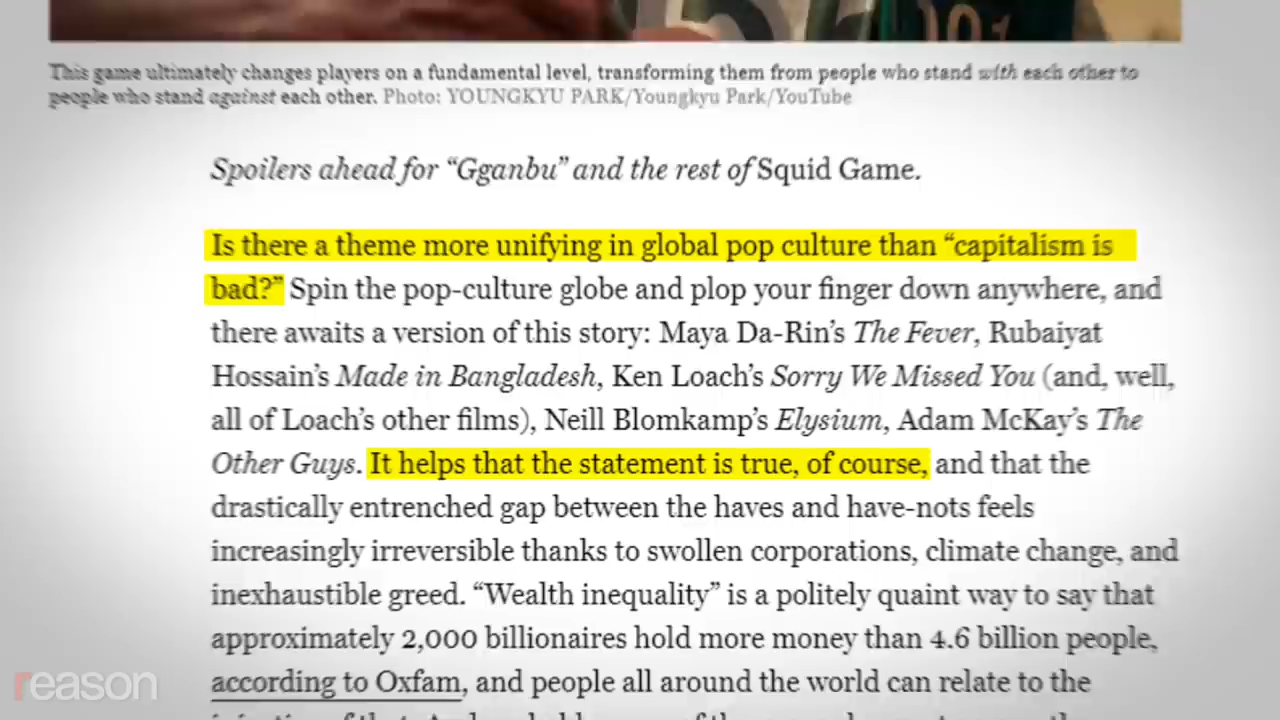 This game ultimately changes players on a fundamental level, transforming them from people who stand with each other to
people who stand against each other. Photo: YOUNGKYU PARK/Youngkyu Park/YouTube
Spoilers ahead for “Gganbu” and the rest of Squid Game.
Is there a theme more unifying in global pop culture than “capitalism is
bad?” Spin the pop-culture globe and plop your finger down anywhere, and
there awaits a version of this story: Maya Da-Rin’s The Fever, Rubaiyat
Hossain’s Made in Bangladesh, Ken Loach’s Sorry We Missed You (and, well,
all of Loach’s other films), Neill Blomkamp’s Elysium, Adam McKay’s The
Other Guys. It helps that the statement is true, of course, and that the
drastically entrenched gap between the haves and have-nots feels
increasingly irreversible thanks to swollen corporations, climate change, and
inexhaustible greed. “Wealth inequality” is a politely quaint way to say that
approximately 2,000 billionaires hold more money than 4.6 billion people,
according to Oxfam, and people all around the world can relate to the
reason